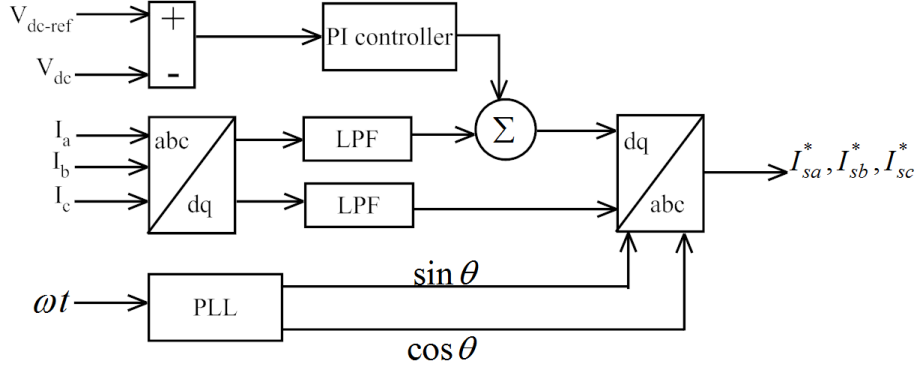 V_dc-ref
+
PI controller
V_dc
-
I_a
abc
LPF
Σ
dq
I*_sa, I*_sb, I*_sc
I_b
I_c
dq
LPF
abc
sin θ
ωt
PLL
cos θ